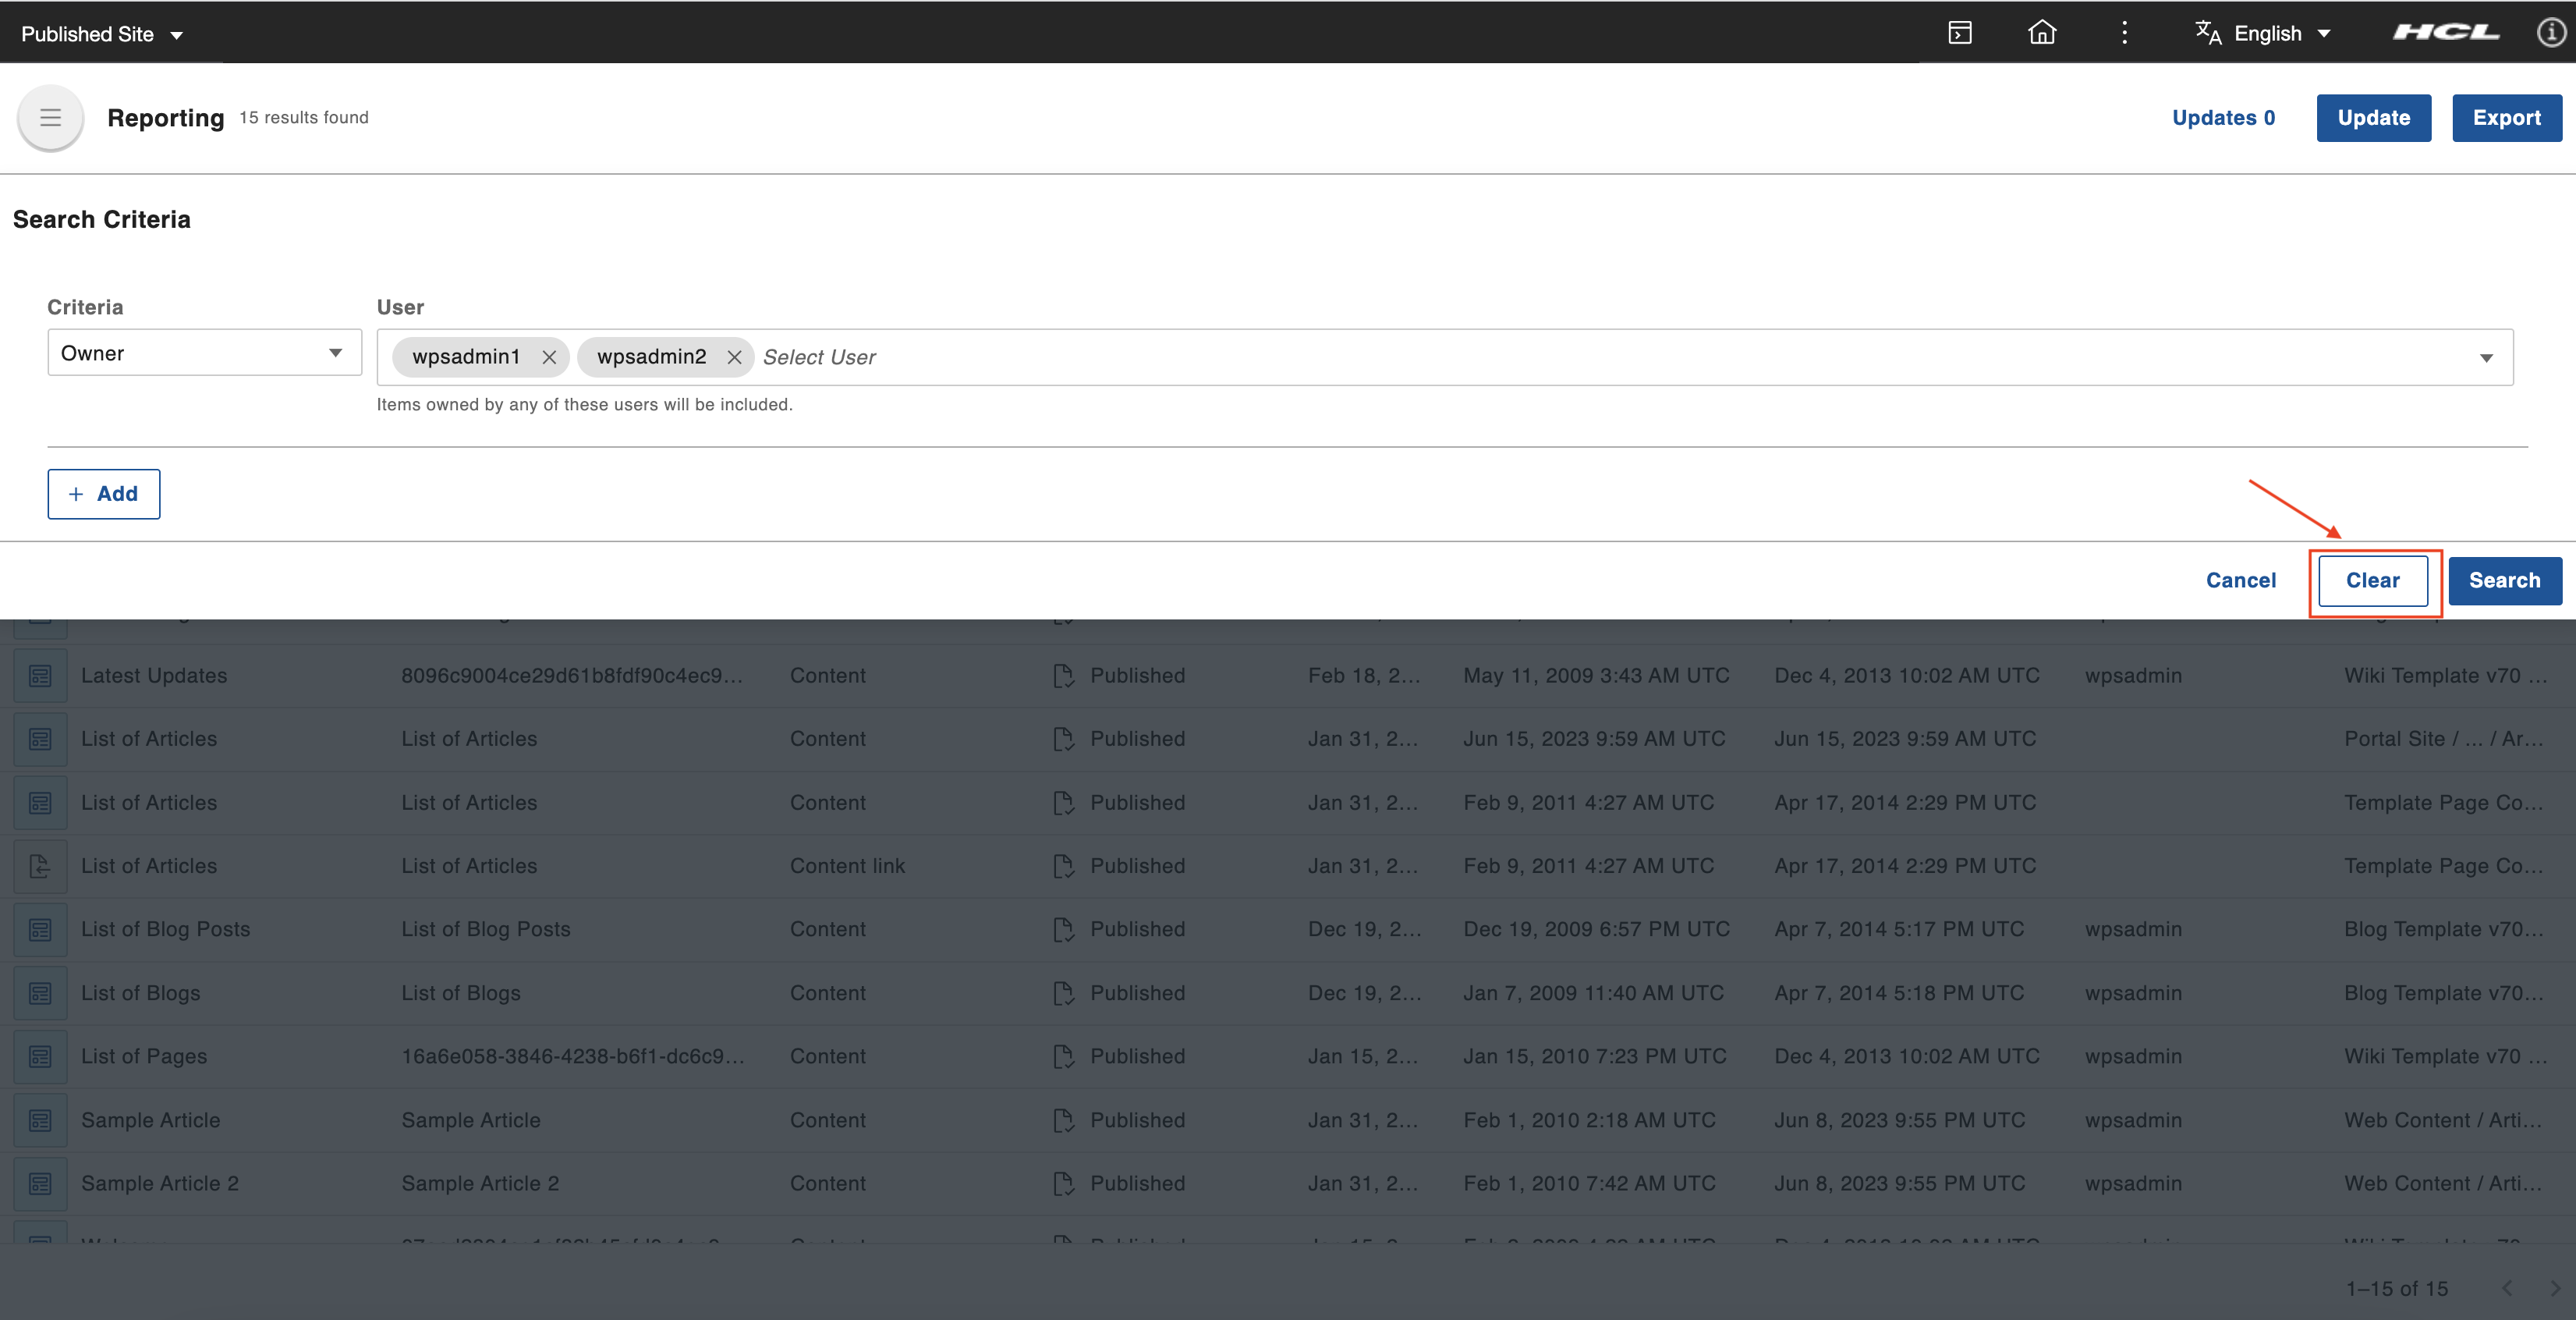 Published Site
English
HCL
Reporting 15 results found
Updates 0
Update
Export
Search Criteria
Criteria
User
Owner
wpsadmin1
wpsadmin2
Select User
Items owned by any of these users will be included.
+ Add
Cancel
Clear
Search
Latest Updates 8096c9004ce29d61b8fdf90c4ec9... Content Published Feb 18, 2... May 11, 2009 3:43 AM UTC Dec 4, 2013 10:02 AM UTC wpsadmin Wiki Template v70 ...
List of Articles List of Articles Content Published Jan 31, 2... Jun 15, 2023 9:59 AM UTC Jun 15, 2023 9:59 AM UTC Portal Site / ... / Ar...
List of Articles List of Articles Content Published Jan 31, 2... Feb 9, 2011 4:27 AM UTC Apr 17, 2014 2:29 PM UTC Template Page Co...
List of Articles List of Articles Content link Published Jan 31, 2... Feb 9, 2011 4:27 AM UTC Apr 17, 2014 2:29 PM UTC Template Page Co...
List of Blog Posts List of Blog Posts Content Published Dec 19, 2... Dec 19, 2009 6:57 PM UTC Apr 7, 2014 5:17 PM UTC wpsadmin Blog Template v70...
List of Blogs List of Blogs Content Published Dec 19, 2... Jan 7, 2009 11:40 AM UTC Apr 7, 2014 5:18 PM UTC wpsadmin Blog Template v70...
List of Pages 16a6e058-3846-4238-b6f1-dc6c9... Content Published Jan 15, 2... Jan 15, 2010 7:23 PM UTC Dec 4, 2013 10:02 AM UTC wpsadmin Wiki Template v70 ...
Sample Article Sample Article Content Published Jan 31, 2... Feb 1, 2010 2:18 AM UTC Jun 8, 2023 9:55 PM UTC wpsadmin Web Content / Arti...
Sample Article 2 Sample Article 2 Content Published Jan 31, 2... Feb 1, 2010 7:42 AM UTC Jun 8, 2023 9:55 PM UTC wpsadmin Web Content / Arti...
1–15 of 15